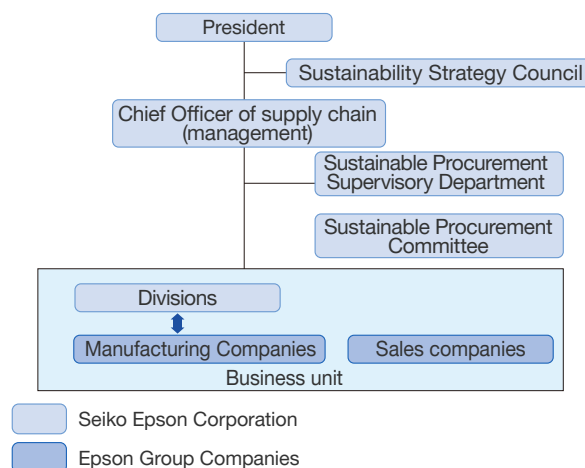 President
Sustainability Strategy Council
Chief Officer of supply chain
(management)
Sustainable Procurement
Supervisory Department
Sustainable Procurement
Committee
Divisions
Manufacturing Companies
Sales companies
Business unit
Seiko Epson Corporation
Epson Group Companies